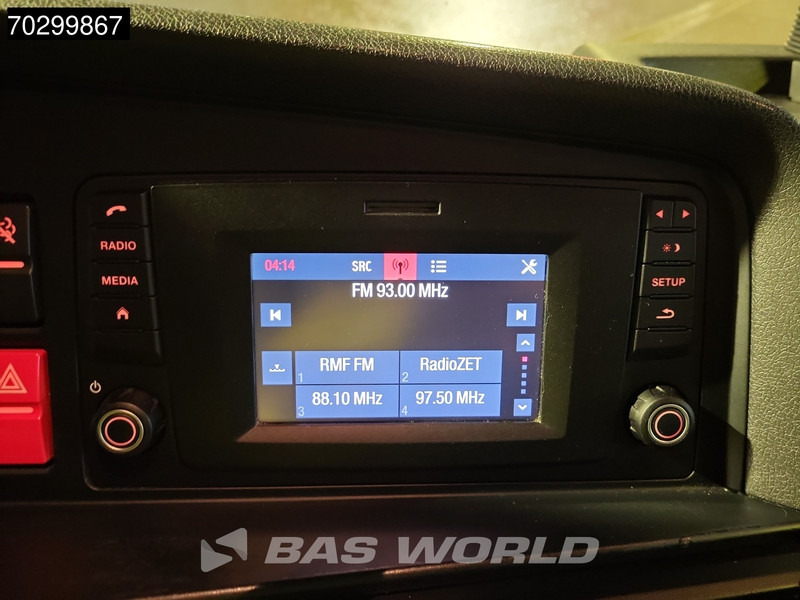 70299867
RADIO
MEDIA
SETUP
04:14 SRC
FM 93.00 MHz
RMF FM
1
RadioZET
2
88.10 MHz
3
97.50 MHz
4
BAS WORLD